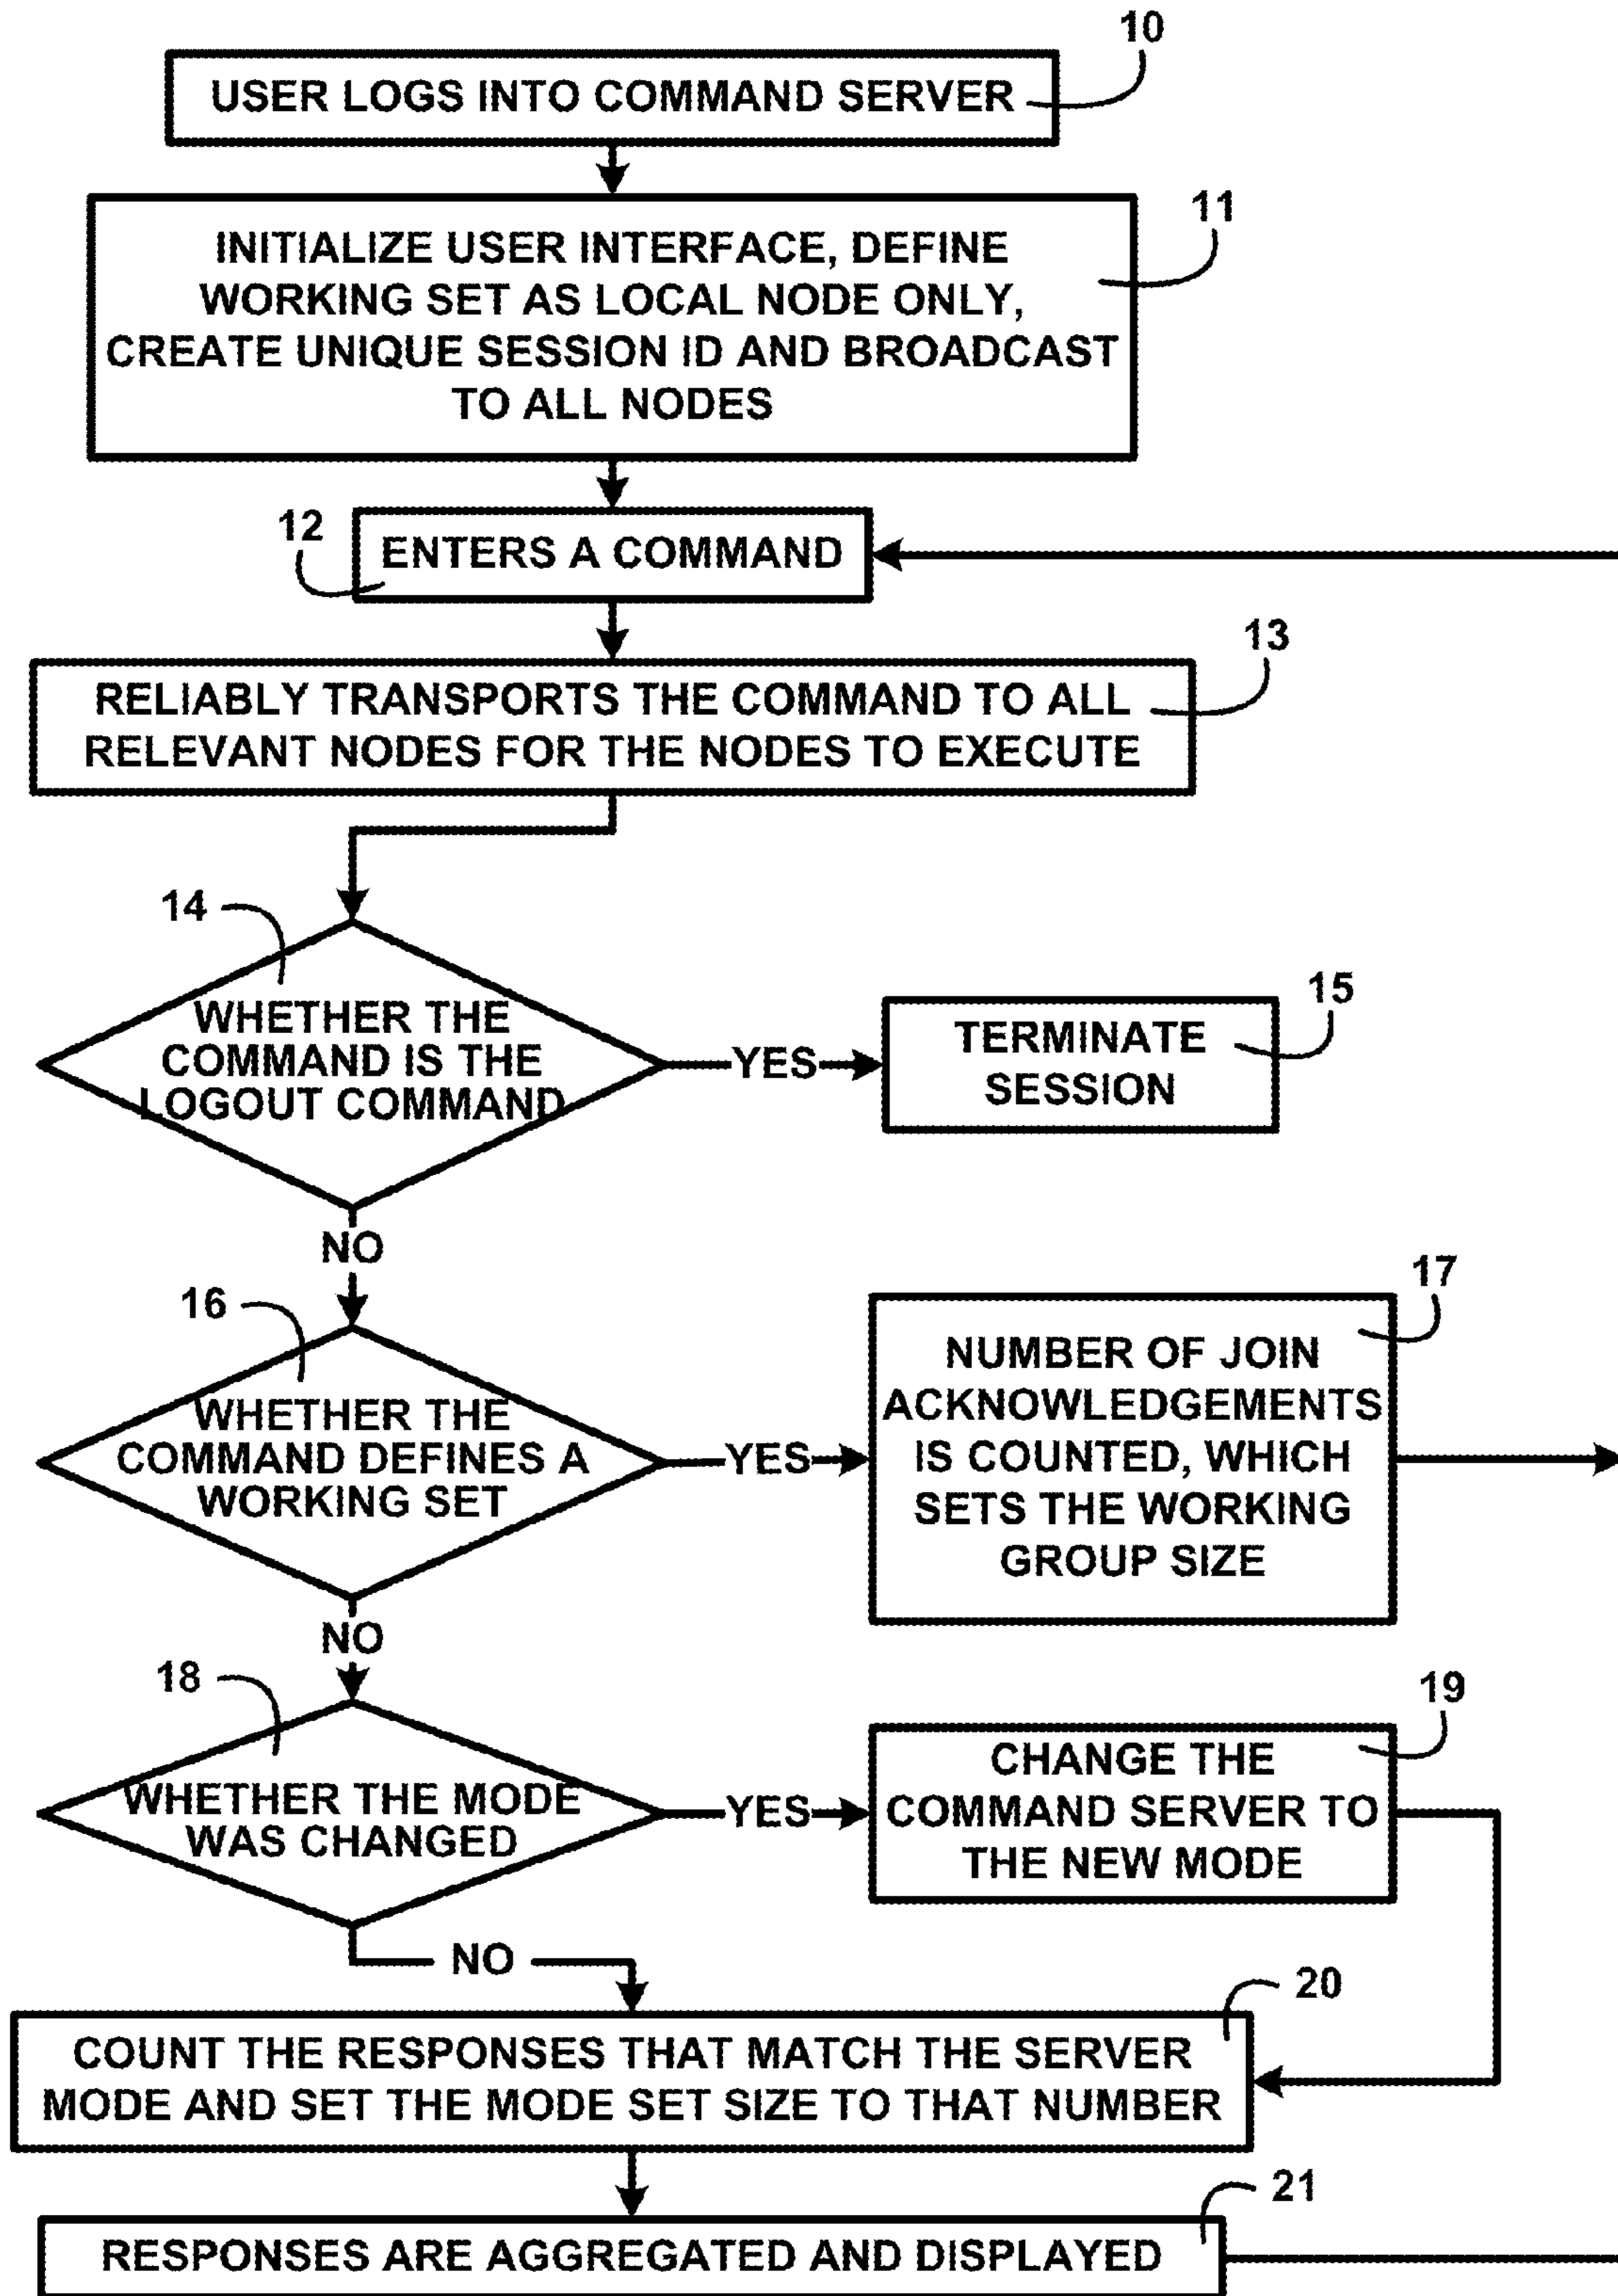 10
USER LOGS INTO COMMAND SERVER
11
INITIALIZE USER INTERFACE, DEFINE
WORKING SET AS LOCAL NODE ONLY,
CREATE UNIQUE SESSION ID AND BROADCAST
TO ALL NODES
12
ENTERS A COMMAND
13
RELIABLY TRANSPORTS THE COMMAND TO ALL
RELEVANT NODES FOR THE NODES TO EXECUTE
14
WHETHER THE
COMMAND IS THE
LOGOUT COMMAND
YES
15
TERMINATE
SESSION
NO
16
WHETHER THE
COMMAND DEFINES A
WORKING SET
YES
17
NUMBER OF JOIN
ACKNOWLEDGEMENTS
IS COUNTED, WHICH
SETS THE WORKING
GROUP SIZE
NO
18
WHETHER THE MODE
WAS CHANGED
YES
19
CHANGE THE
COMMAND SERVER TO
THE NEW MODE
NO
20
COUNT THE RESPONSES THAT MATCH THE SERVER
MODE AND SET THE MODE SET SIZE TO THAT NUMBER
21
RESPONSES ARE AGGREGATED AND DISPLAYED